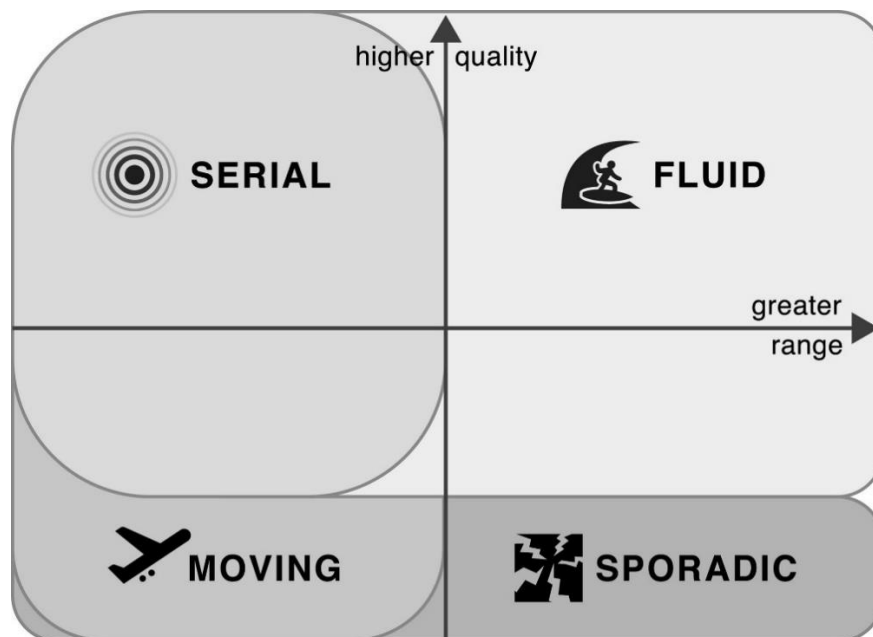 higher quality
SERIAL
FLUID
greater
range
MOVING
SPORADIC